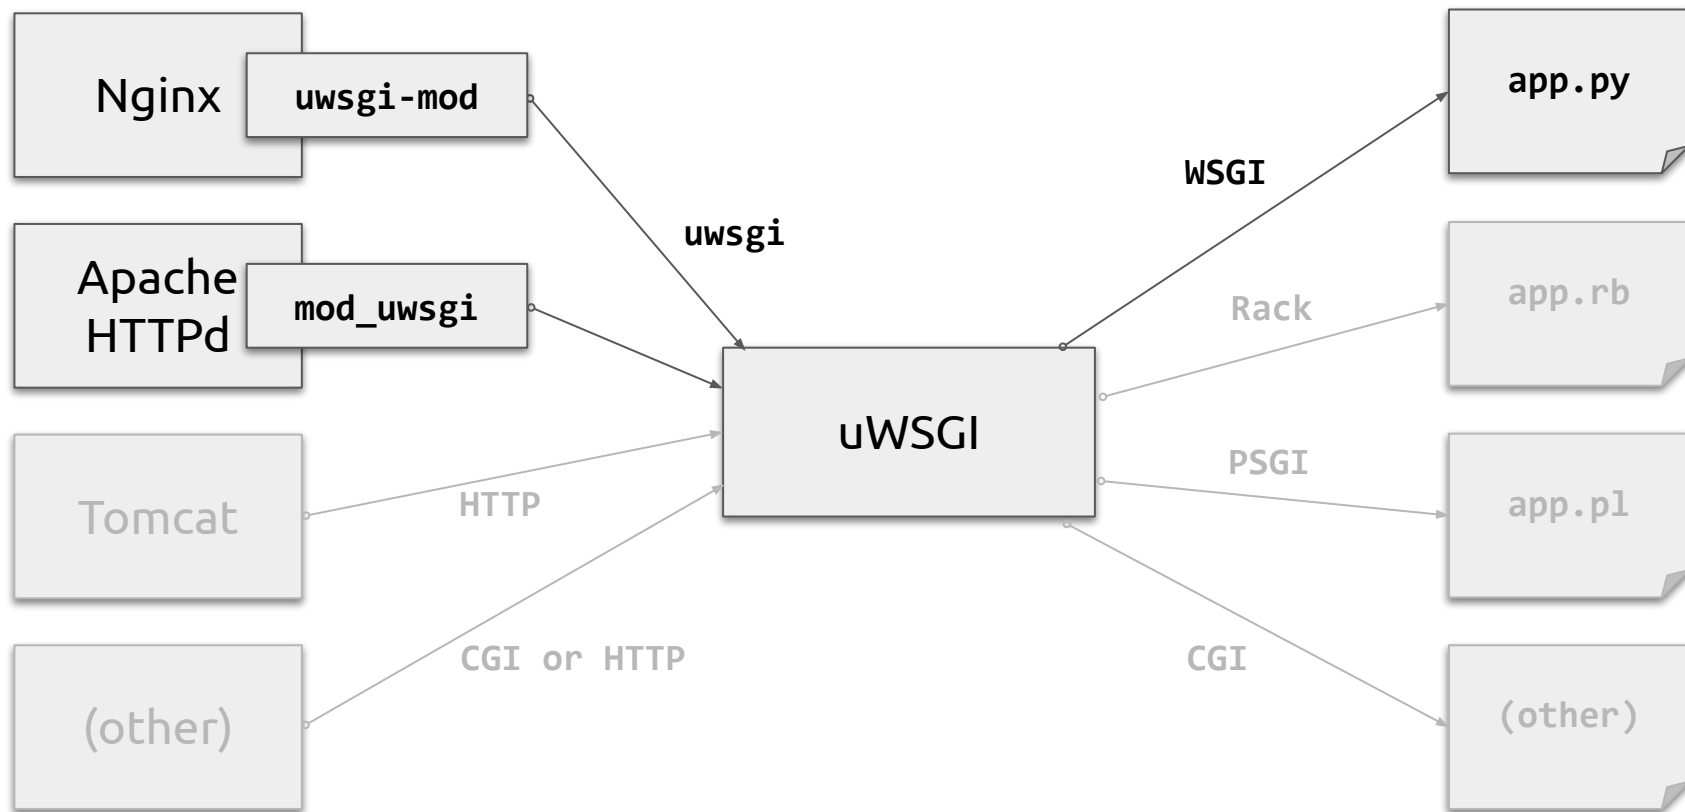 Nginx
uwsgi-mod
app.py
WSGI
uwsgi
Apache
HTTPd
mod_uwsgi
Rack
app.rb
uWSGI
Tomcat
HTTP
PSGI
app.pl
(other)
CGI or HTTP
CGI
(other)